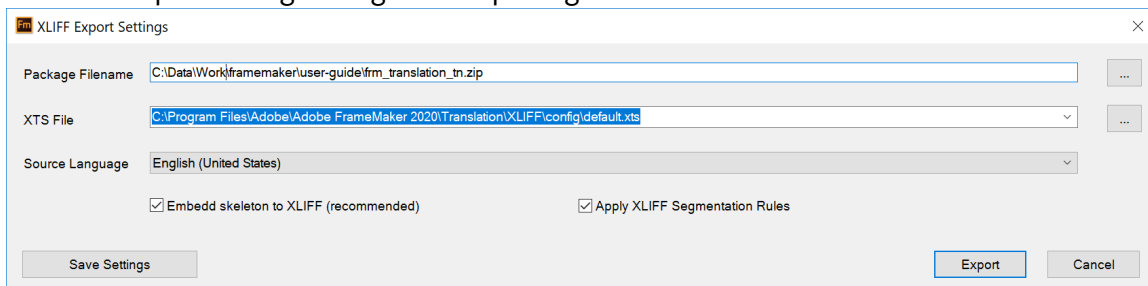 Fm XLIFF Export Settings
Package Filename C:\Data\Work\framemaker\user-guide\frm_translation_tn.zip ...
XTS File C:\Program Files\Adobe\Adobe FrameMaker 2020\Translation\XLIFF\config\default.xts ...
Source Language English (United States)
Embedd skeleton to XLIFF (recommended) Apply XLIFF Segmentation Rules
Save Settings Export Cancel